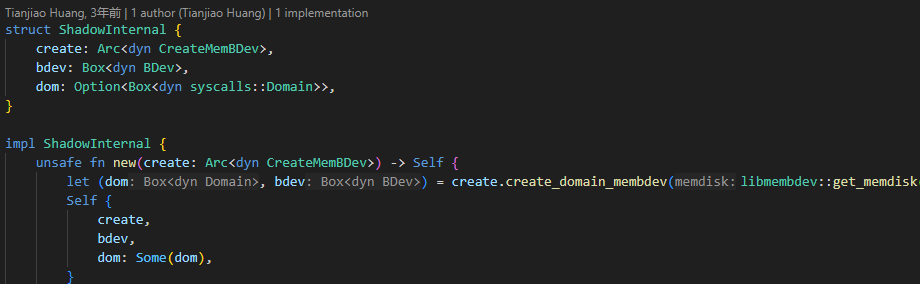 Tianjiao Huang, 3年前 | 1 author (Tianjiao Huang) | 1 implementation
struct ShadowInternal {
    create: Arc<dyn CreateMemBDev>,
    bdev: Box<dyn BDev>,
    dom: Option<Box<dyn syscalls::Domain>>,
}
impl ShadowInternal {
    unsafe fn new(create: Arc<dyn CreateMemBDev>) -> Self {
        let (dom: Box<dyn Domain>, bdev: Box<dyn BDev>) = create.create_domain_membdev(memdisk: libmembdev::get_memdisk(
        Self {
            create,
            bdev,
            dom: Some(dom),
        }